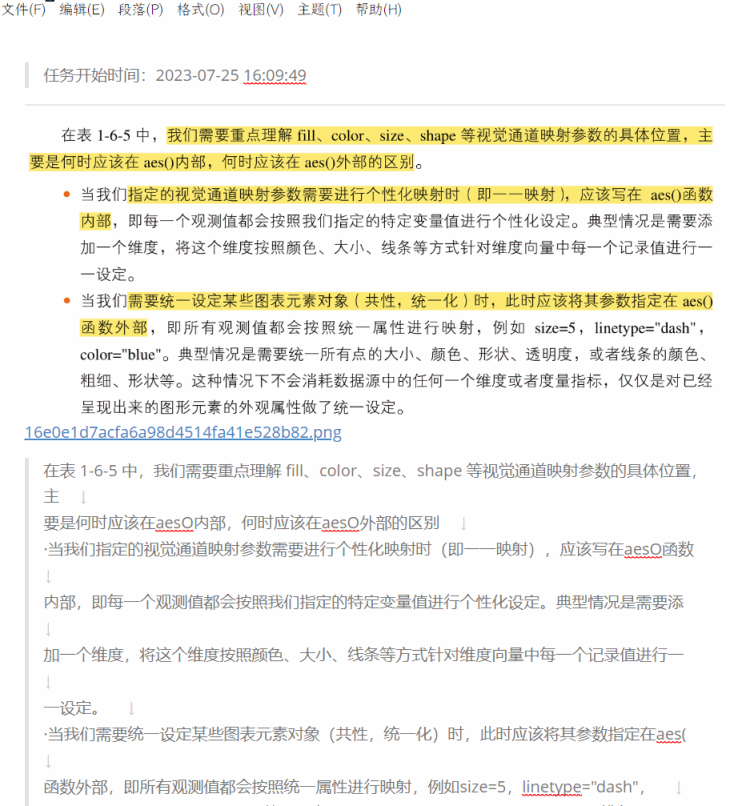 文件(F) 编辑(E) 段落(P) 格式(O) 视图(V) 主题(T) 帮助(H)
任务开始时间：2023-07-25 16:09:49
在表 1-6-5 中，我们需要重点理解 fill、color、size、shape 等视觉通道映射参数的具体位置，主
要是何时应该在 aes()内部，何时应该在 aes()外部的区别。
• 当我们指定的视觉通道映射参数需要进行个性化映射时（即一一映射），应该写在 aes()函数
内部，即每一个观测值都会按照我们指定的特定变量值进行个性化设定。典型情况是需要添
加一个维度，将这个维度按照颜色、大小、线条等方式针对维度向量中每一个记录值进行一
一设定。
• 当我们需要统一设定某些图表元素对象（共性，统一化）时，此时应该将其参数指定在 aes()
函数外部，即所有观测值都会按照统一属性进行映射，例如 size=5，linetype="dash"，
color="blue"。典型情况是需要统一所有点的大小、颜色、形状、透明度，或者线条的颜色、
粗细、形状等。这种情况下不会消耗数据源中的任何一个维度或者度量指标，仅仅是对已经
呈现出来的图形元素的外观属性做了统一设定。
16e0e1d7acfa6a98d4514fa41e528b82.png
在表 1-6-5 中，我们需要重点理解 fill、color、size、shape 等视觉通道映射参数的具体位置，
主 ↓
要是何时应该在aesO内部，何时应该在aesO外部的区别 ↓
·当我们指定的视觉通道映射参数需要进行个性化映射时（即一一映射），应该写在aesO函数
↓
内部，即每一个观测值都会按照我们指定的特定变量值进行个性化设定。典型情况是需要添
↓
加一个维度，将这个维度按照颜色、大小、线条等方式针对维度向量中每一个记录值进行一
↓
一设定。 ↓
·当我们需要统一设定某些图表元素对象（共性，统一化）时，此时应该将其参数指定在aes(
↓
函数外部，即所有观测值都会按照统一属性进行映射，例如size=5，linetype="dash"， ↓